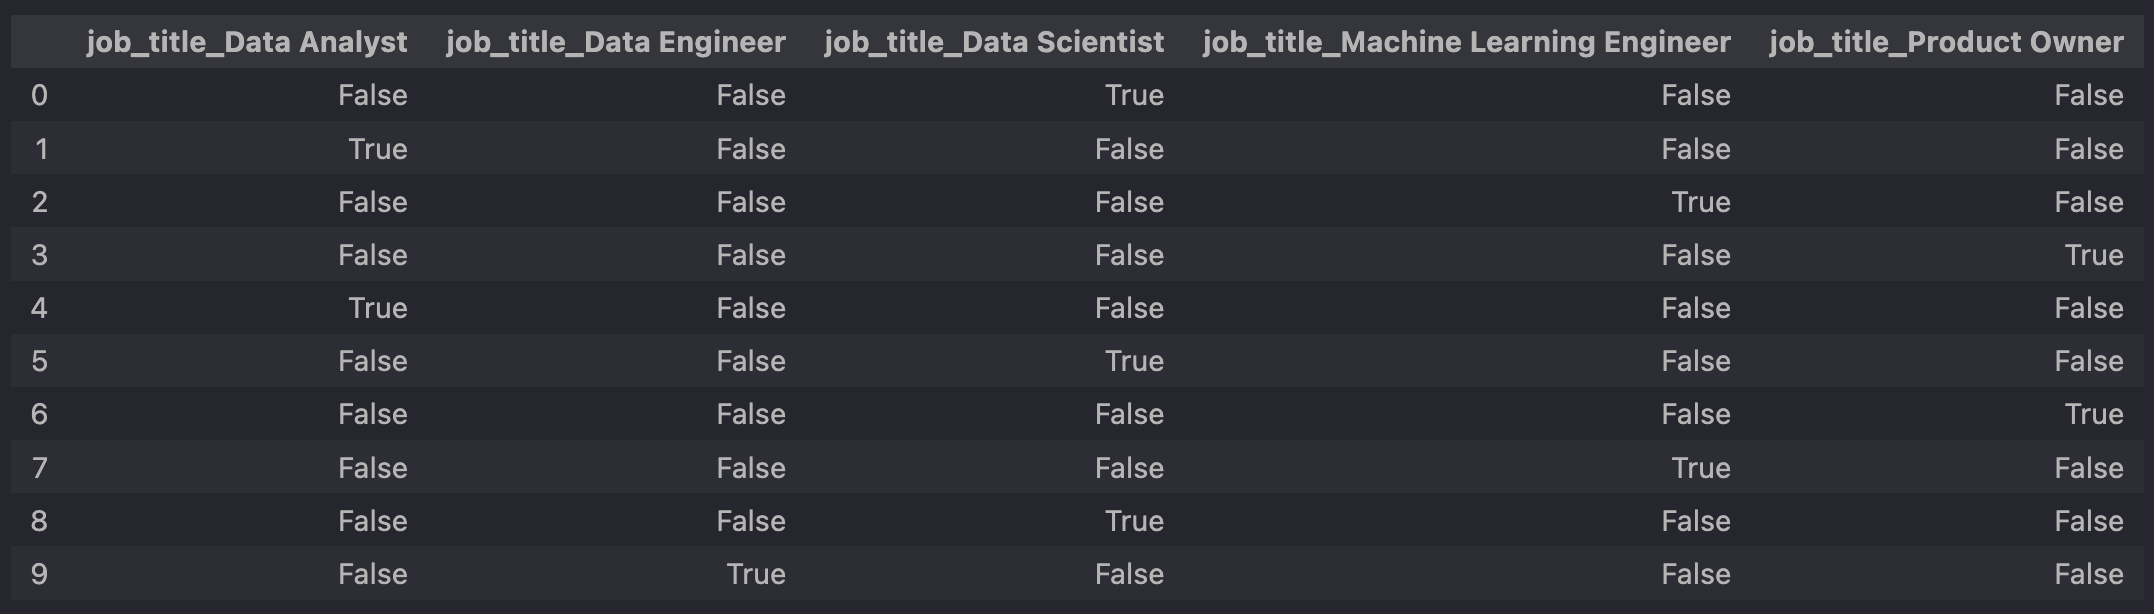 job_title_Data Analyst job_title_Data Engineer job_title_Data Scientist job_title_Machine Learning Engineer job_title_Product Owner
0 False False True False False
1 True False False False False
2 False False False True False
3 False False False False True
4 True False False False False
5 False False True False False
6 False False False False True
7 False False False True False
8 False False True False False
9 False True False False False